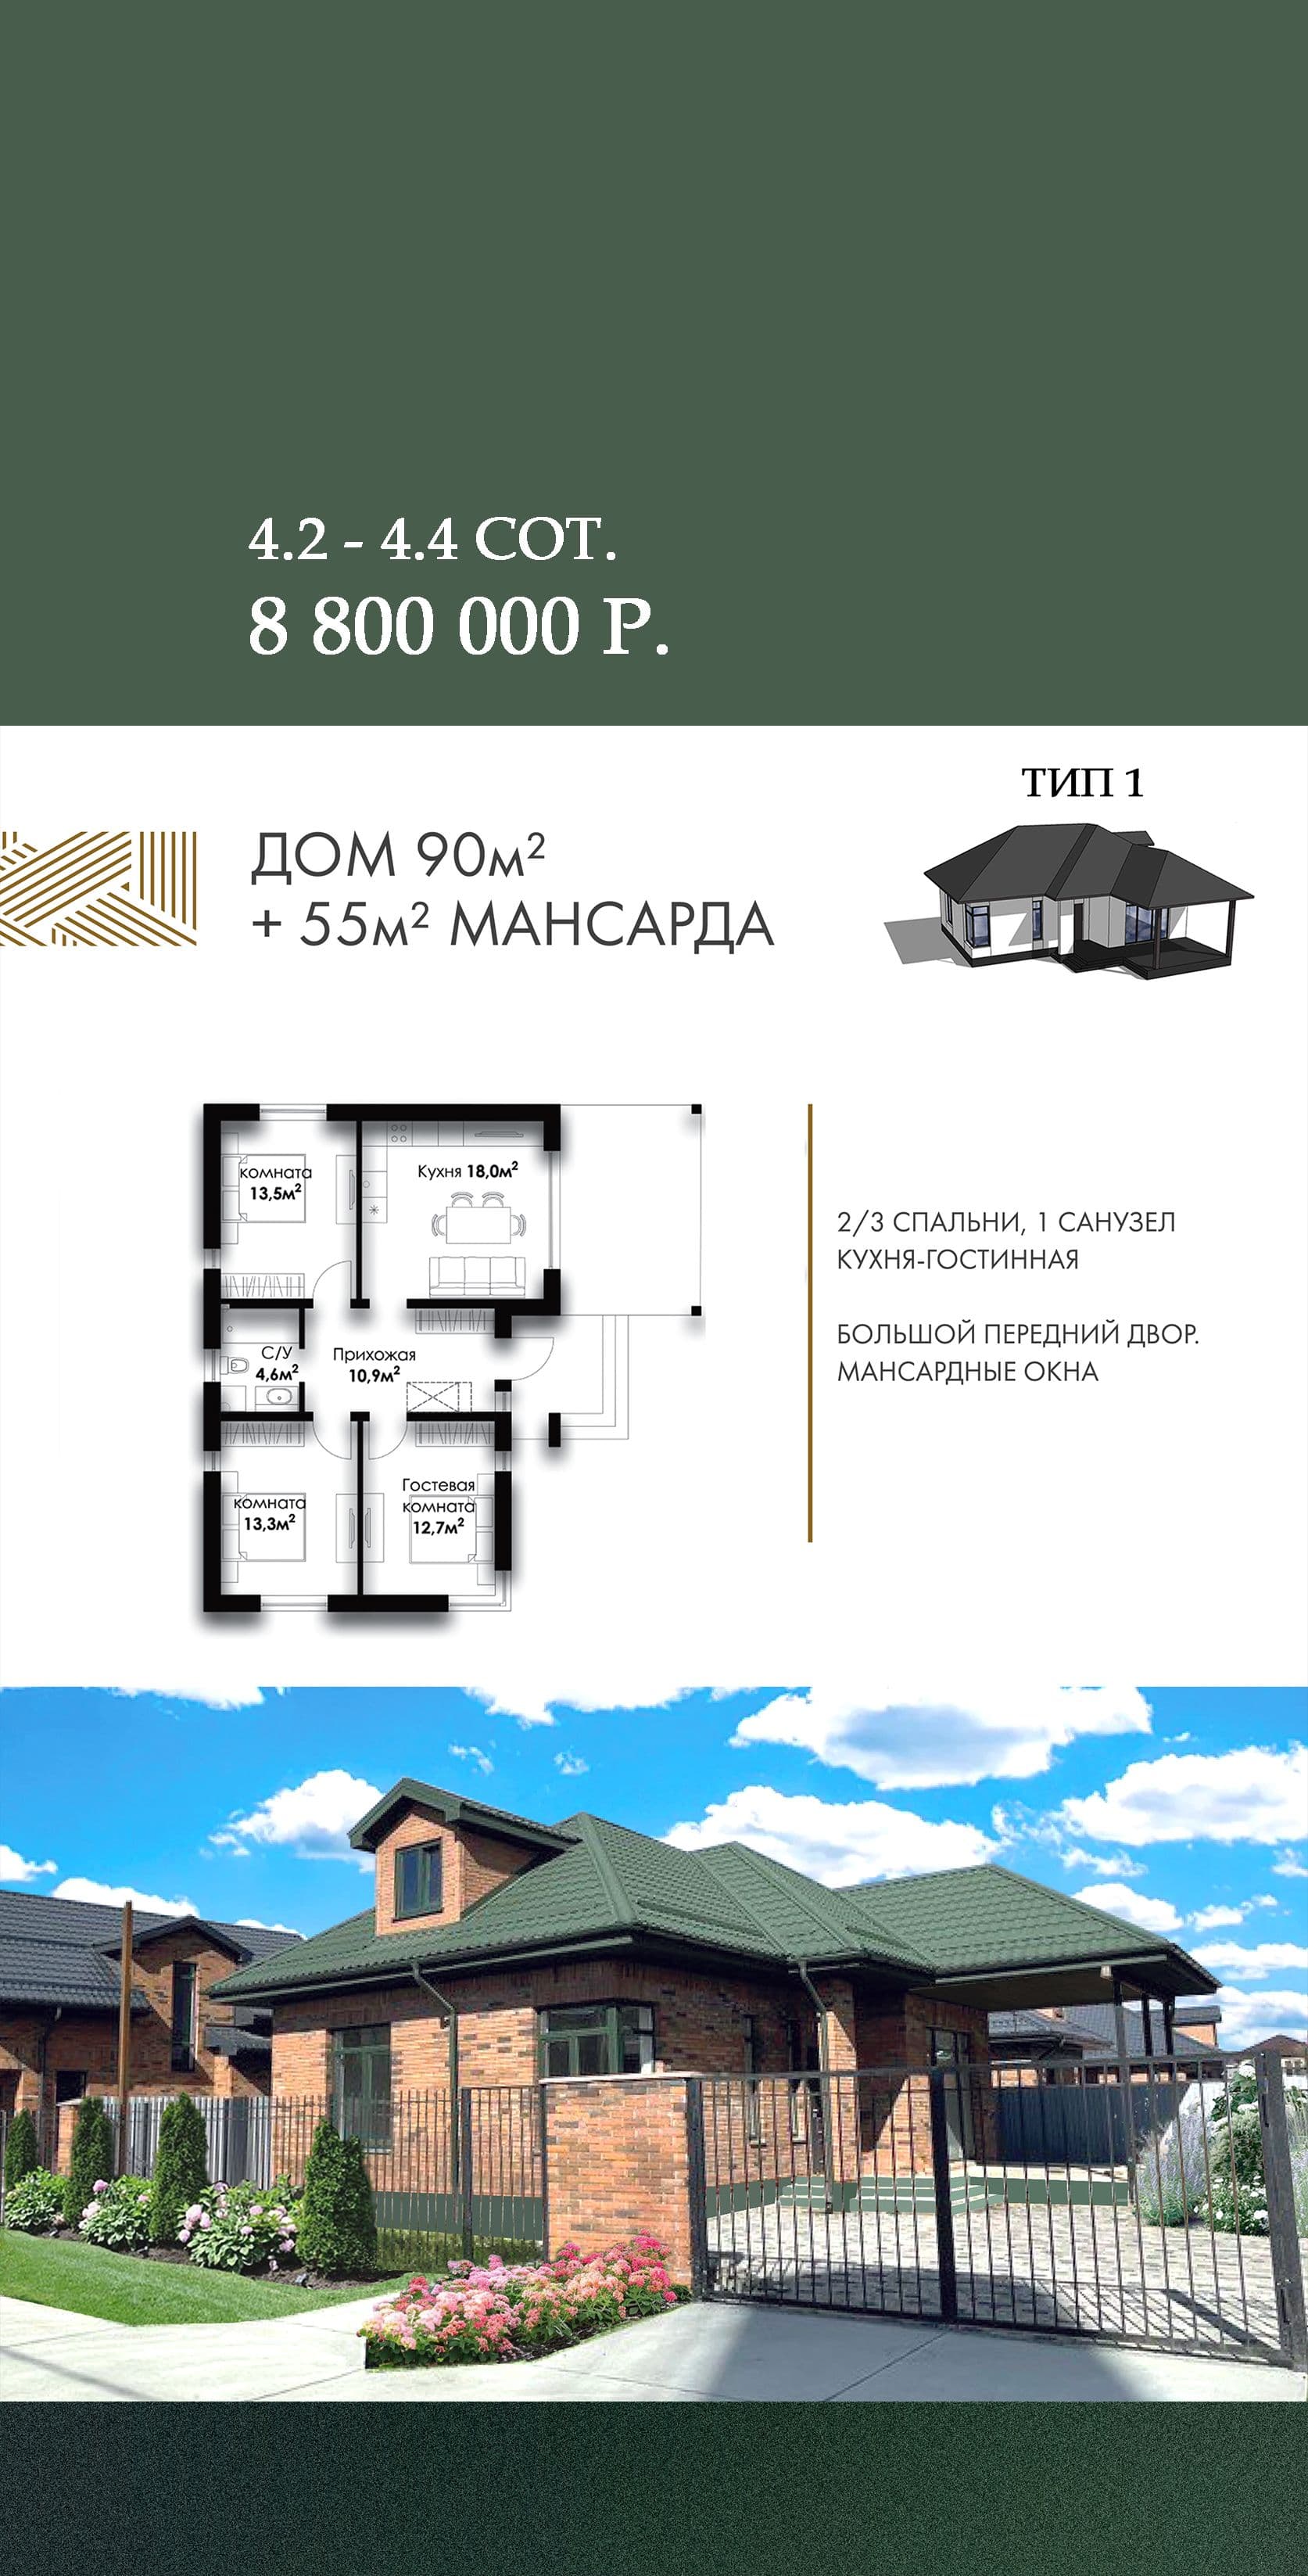 4.2 - 4.4 СОТ.
8 800 000 Р.
ТИП 1
ДОМ 90м²
+ 55м² МАНСАРДА
комната
13,5м²
Кухня 18,0м²
С/У
4,6м²
Прихожая
10,9м²
комната
13,3м²
Гостевая
комната
12,7м²
2/3 СПАЛЬНИ, 1 САНУЗЕЛ
КУХНЯ-ГОСТИННАЯ
БОЛЬШОЙ ПЕРЕДНИЙ ДВОР.
МАНСАРДНЫЕ ОКНА